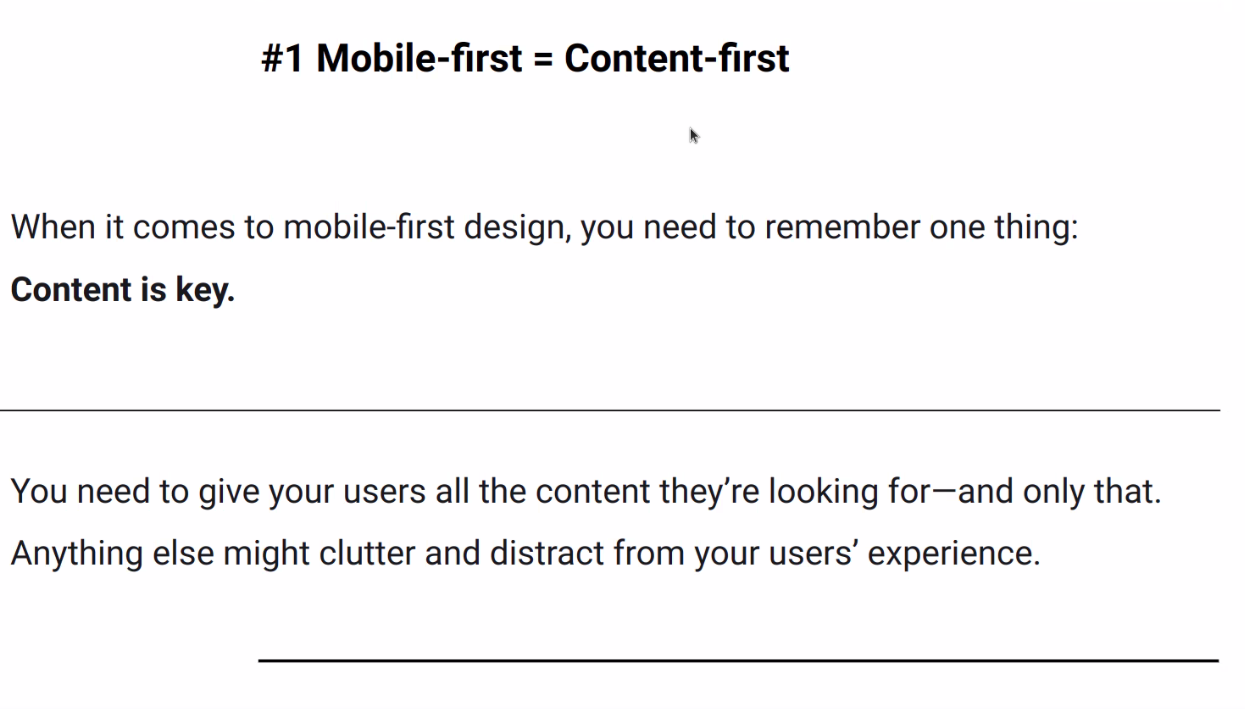 #1 Mobile-first = Content-first
When it comes to mobile-first design, you need to remember one thing:
Content is key.
You need to give your users all the content they’re looking for—and only that.
Anything else might clutter and distract from your users’ experience.